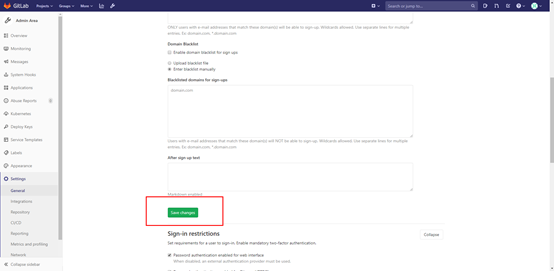 GitLab
Projects
Groups
More
Search or jump to...
Admin Area
Overview
Monitoring
Messages
System Hooks
Applications
Abuse Reports 0
Kubernetes
Deploy Keys
Service Templates
Labels
Appearance
Settings
General
Integrations
Repository
CI/CD
Reporting
Metrics and profiling
Network
Collapse sidebar
ONLY users with e-mail addresses that match these domain(s) will be able to sign-up. Wildcards allowed. Use separate lines for multiple
entries. Ex: domain.com, *.domain.com
Domain Blacklist
Enable domain blacklist for sign ups
Upload blacklist file
Enter blacklist manually
Blacklisted domains for sign-ups
domain.com
Users with e-mail addresses that match these domain(s) will NOT be able to sign-up. Wildcards allowed. Use separate lines for multiple
entries. Ex: domain.com, *.domain.com
After sign up text
Markdown enabled
Save changes
Sign-in restrictions
Collapse
Set requirements for a user to sign-in. Enable mandatory two-factor authentication.
Password authentication enabled for web interface
When disabled, an external authentication provider must be used.